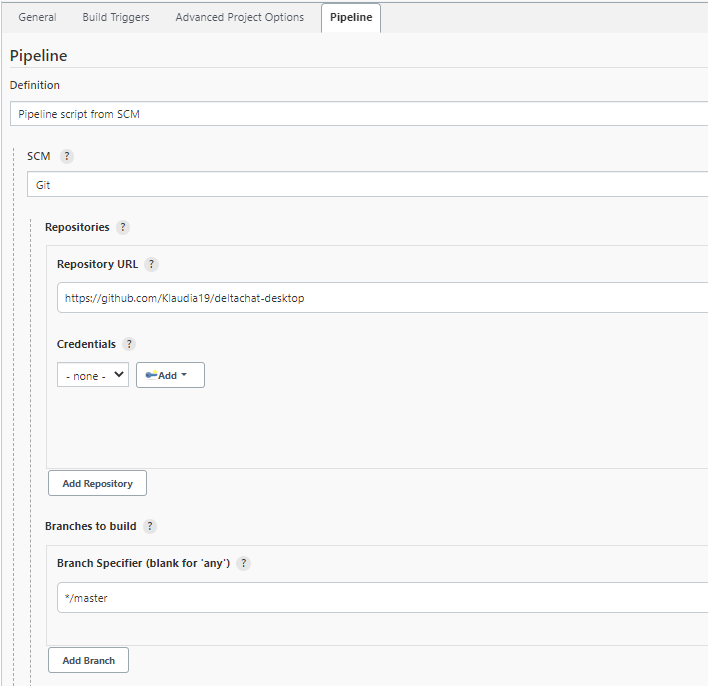 General Build Triggers Advanced Project Options Pipeline
Pipeline
Definition
Pipeline script from SCM
SCM ?
Git
Repositories ?
Repository URL ?
https://github.com/Klaudia19/deltachat-desktop
Credentials ?
- none - Add
Add Repository
Branches to build ?
Branch Specifier (blank for 'any') ?
*/master
Add Branch